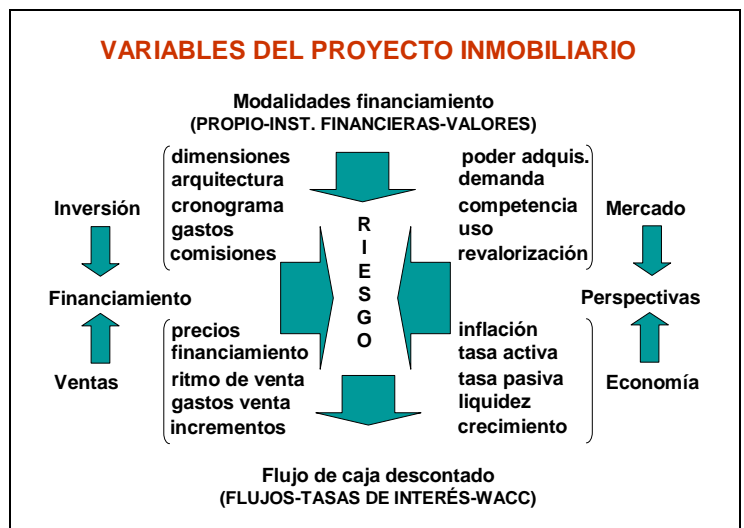 VARIABLES DEL PROYECTO INMOBILIARIO
Modalidades financiamiento
(PROPIO-INST. FINANCIERAS-VALORES)
Inversión
Financiamiento
Ventas
dimensiones
arquitectura
cronograma
gastos
comisiones
precios
financiamiento
ritmo de venta
gastos venta
incrementos
RIESGO
poder adquis.
demanda
competencia
uso
revalorización
inflación
tasa activa
tasa pasiva
liquidez
crecimiento
Mercado
Perspectivas
Economía
Flujo de caja descontado
(FLUJOS-TASAS DE INTERÉS-WACC)